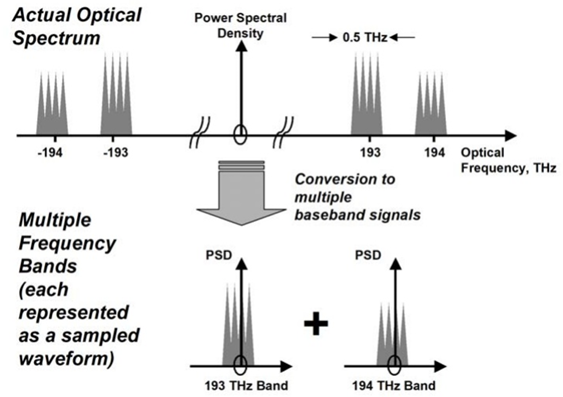 Actual Optical
Spectrum
Power Spectral
Density
0.5 THz
-194
-193
193
194
Optical
Frequency, THz
Conversion to
multiple
baseband signals
Multiple
Frequency
Bands
(each
represented
as a sampled
waveform)
PSD
PSD
+
193 THz Band
194 THz Band